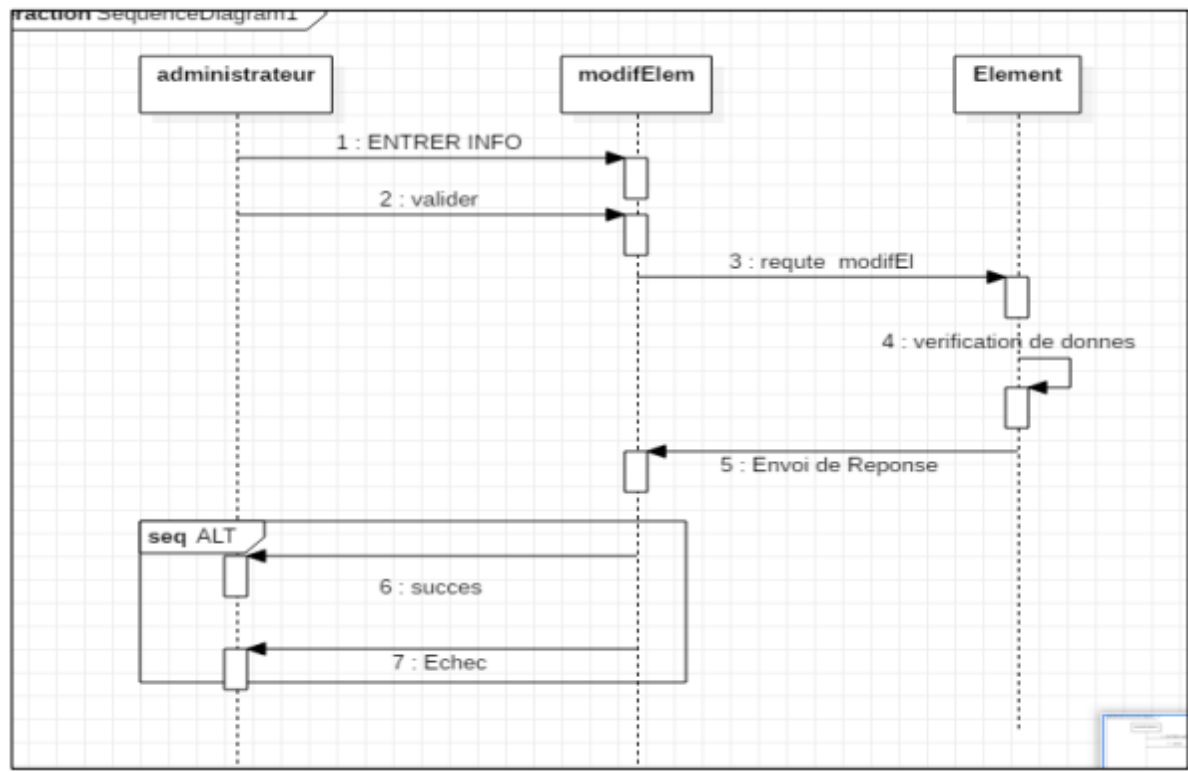 raction SequenceDiagram1
administrateur
modifElem
Element
1 : ENTRER INFO
2 : valider
3 : requte modifEl
4 : verification de donnes
5 : Envoi de Reponse
seq ALT
6 : succes
7 : Echec